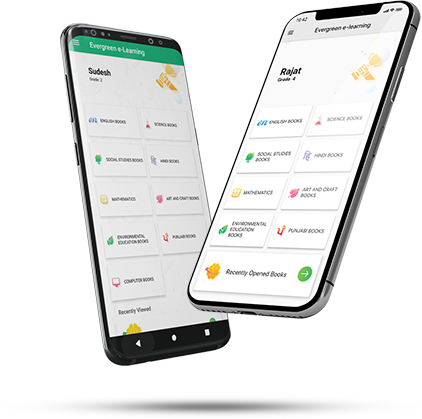 Evergreen e-Learning
Sudesh
Grade: 2
ENGLISH BOOKS
SCIENCE BOOKS
SOCIAL STUDIES
BOOKS
HINDI BOOKS
MATHEMATICS
ART AND CRAFT
BOOKS
ENVIRONMENTAL
EDUCATION BOOKS
PUNJABI BOOKS
COMPUTER BOOKS
Recently Viewed
10:42
Evergreen e-learning
Rajat
Grade: 4
ENGLISH BOOKS
SCIENCE BOOKS
SOCIAL STUDIES
BOOKS
HINDI BOOKS
MATHEMATICS
ART AND CRAFT
BOOKS
ENVIRONMENTAL
EDUCATION
BOOKS
PUNJABI BOOKS
Recently Opened Books